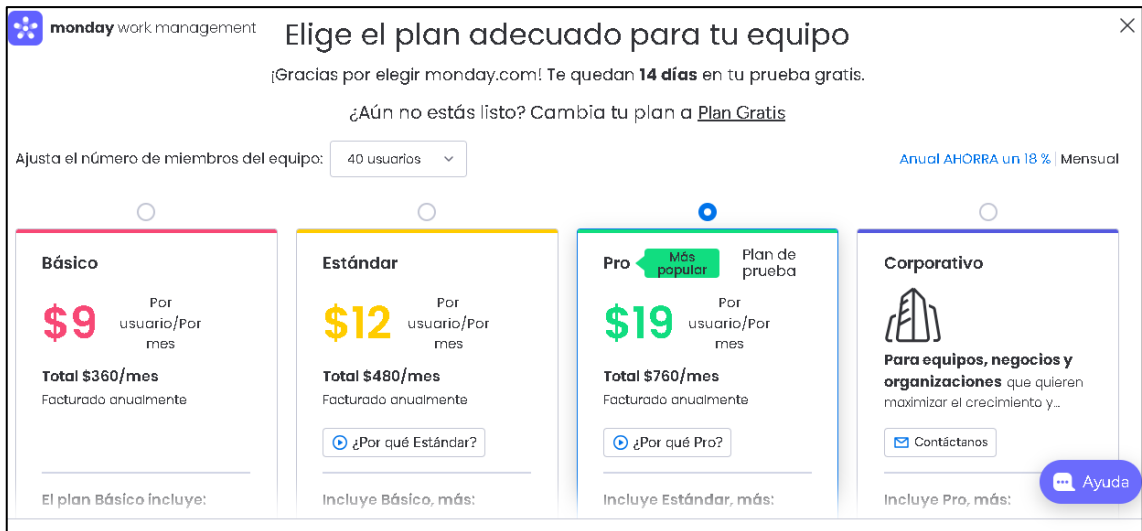 monday work management
Elige el plan adecuado para tu equipo
¡Gracias por elegir monday.com! Te quedan 14 días en tu prueba gratis.
¿Aún no estás listo? Cambia tu plan a Plan Gratis
Ajusta el número de miembros del equipo: 40 usuarios
Anual AHORRA un 18 % | Mensual
Básico
$9 Por
usuario/Por
mes
Total $360/mes
Facturado anualmente
El plan Básico incluye:
Estándar
$12 Por
usuario/Por
mes
Total $480/mes
Facturado anualmente
¿Por qué Estándar?
Incluye Básico, más:
Pro
Más
popular
Plan de
prueba
$19 Por
usuario/Por
mes
Total $760/mes
Facturado anualmente
¿Por qué Pro?
Incluye Estándar, más:
Corporativo
Para equipos, negocios y
organizaciones que quieren
maximizar el crecimiento y...
Contáctanos
Incluye Pro, más:
Ayuda